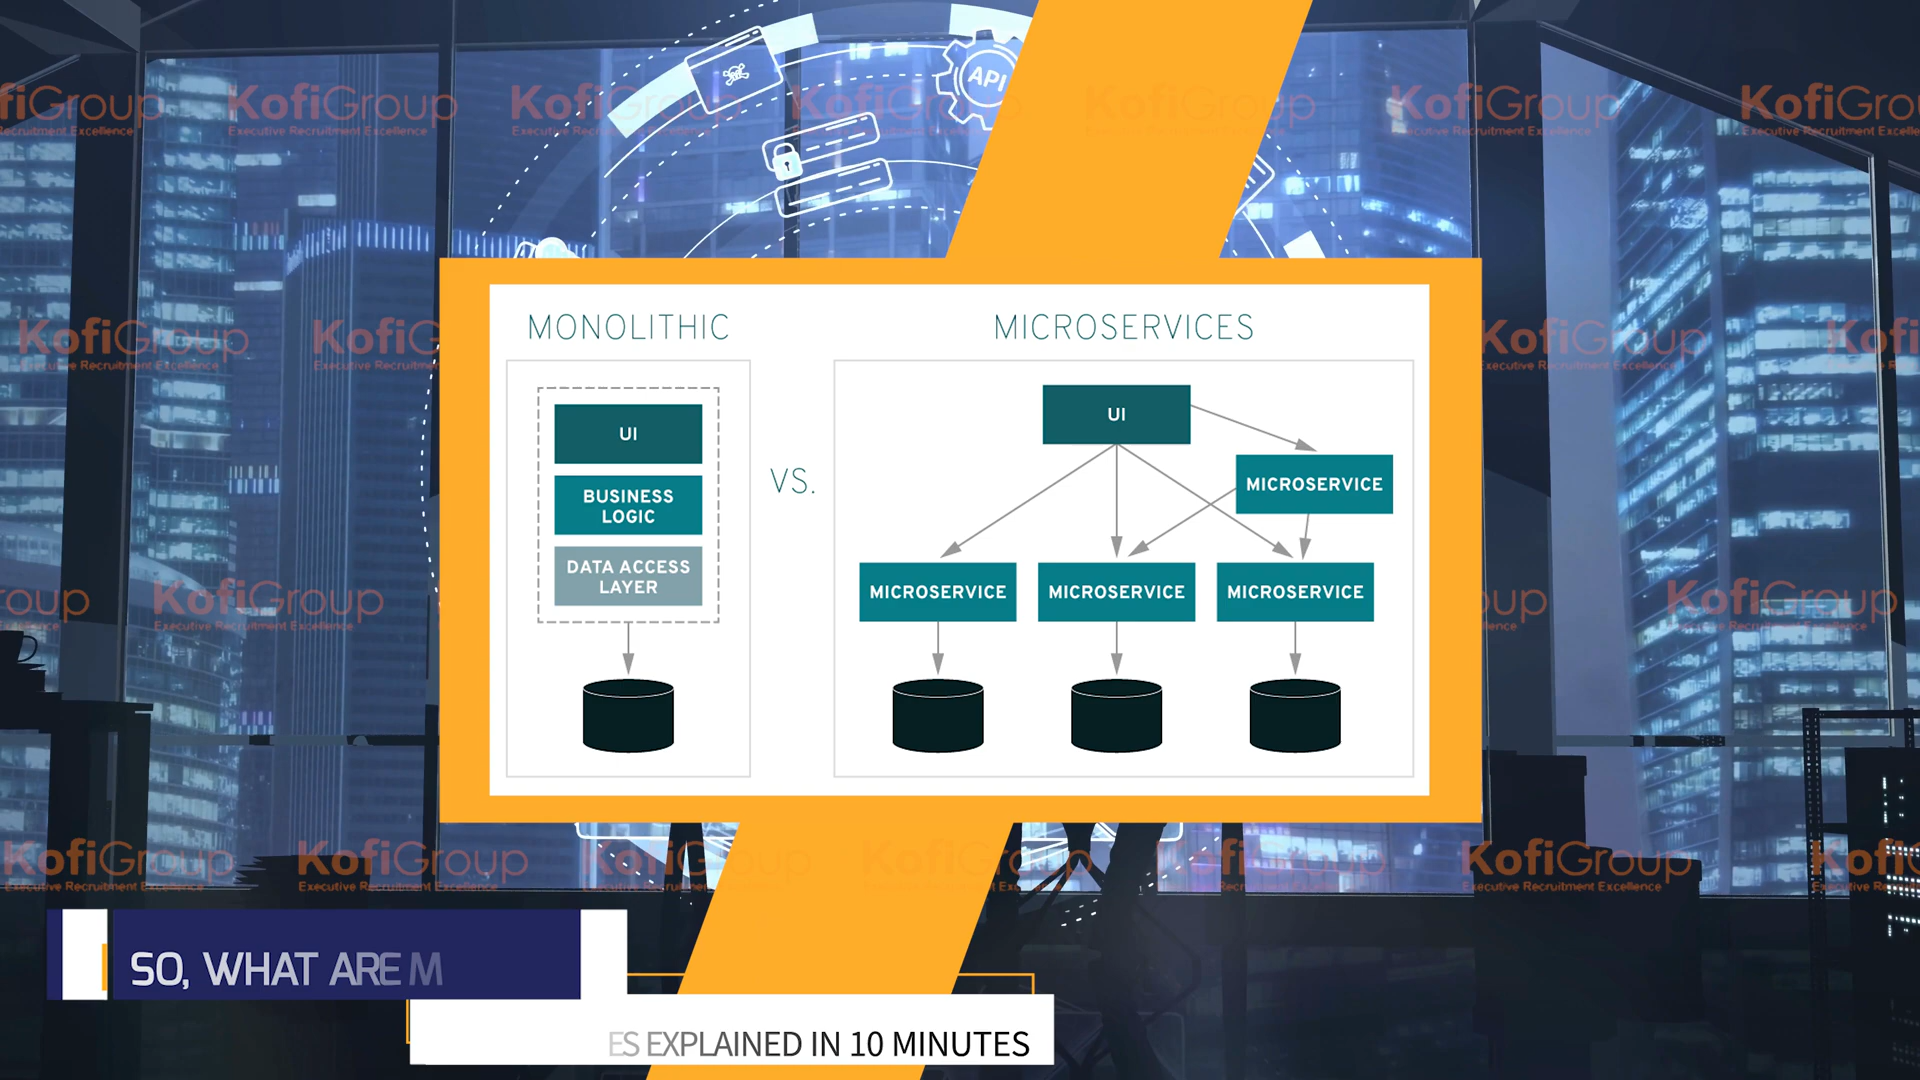 API
KofiGroup
Executive Recruitment Excellence
MONOLITHIC
MICROSERVICES
UI
BUSINESS
LOGIC
DATA ACCESS
LAYER
VS.
UI
MICROSERVICE
MICROSERVICE
MICROSERVICE
MICROSERVICE
SO, WHAT ARE M
ES EXPLAINED IN 10 MINUTES